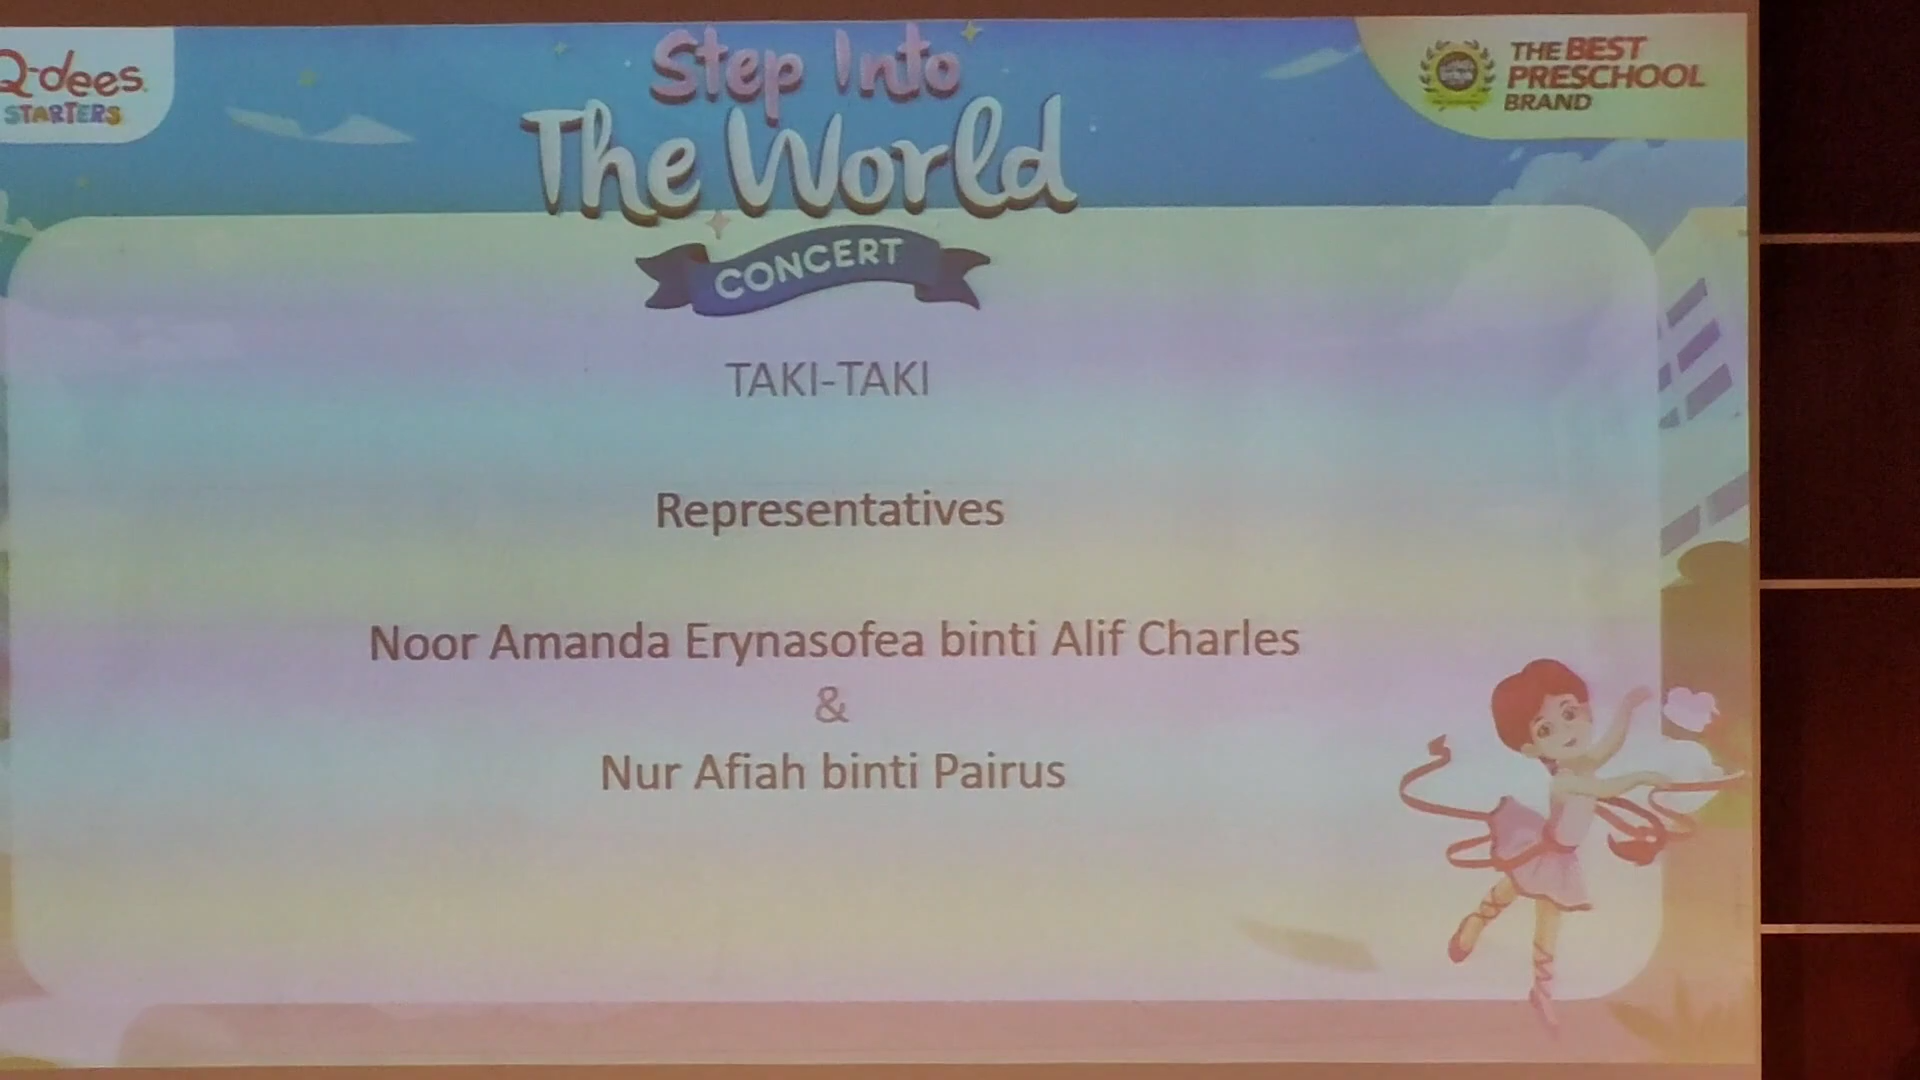 Q-dees
STARTERS
Step Into
The World
CONCERT
THE BEST
PRESCHOOL
BRAND
TAKI-TAKI
Representatives
Noor Amanda Erynasofea binti Alif Charles
&
Nur Afiah binti Pairus